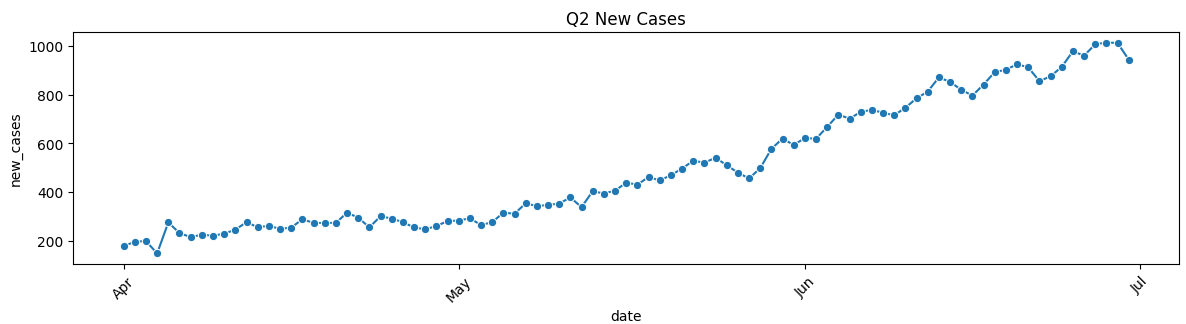 Q2 New Cases
new_cases
1000
800
600
400
200
Apr
May
Jun
Jul
date